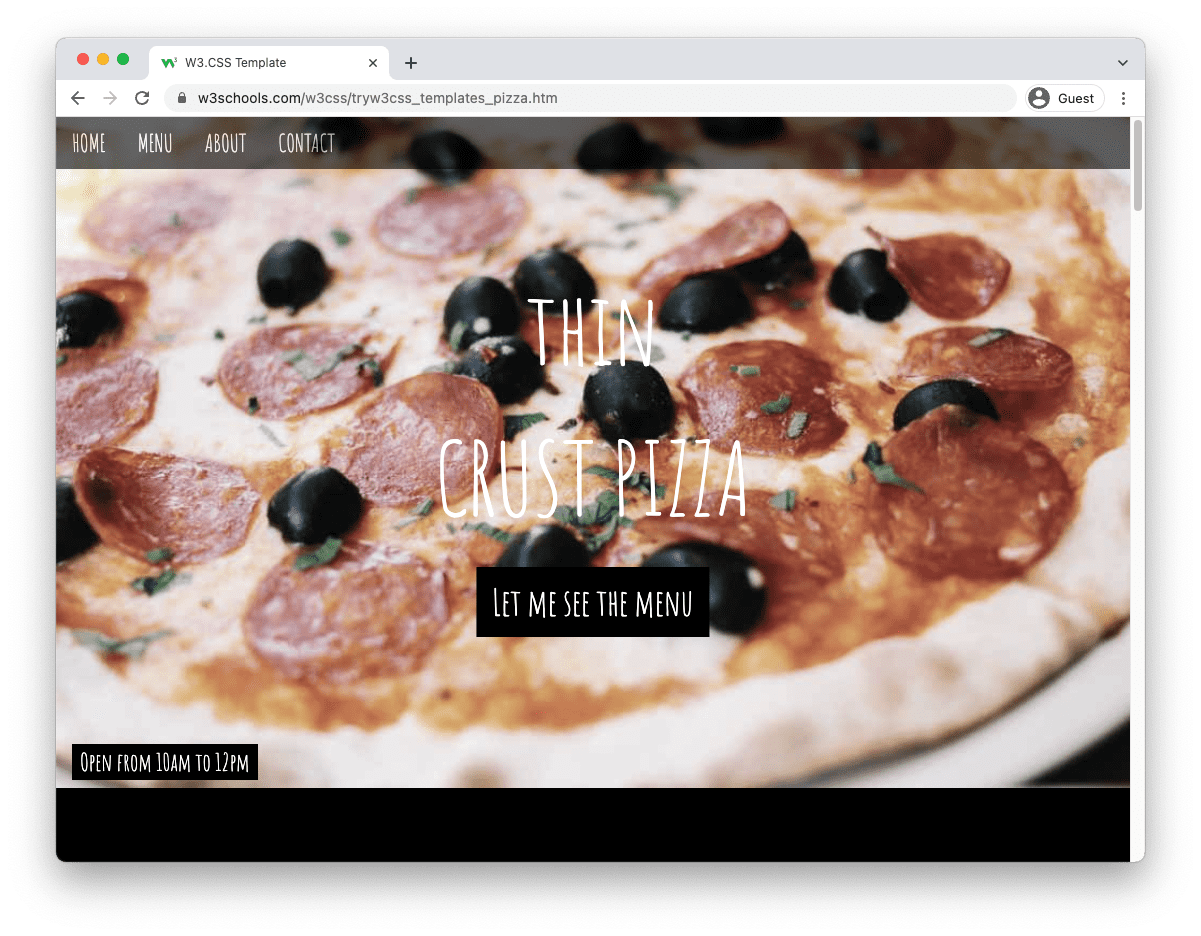 W3.CSS Template
w3schools.com/w3css/tryw3css_templates_pizza.htm
Guest
HOME MENU ABOUT CONTACT
THIN
CRUST PIZZA
LET ME SEE THE MENU
OPEN FROM 10AM TO 12PM